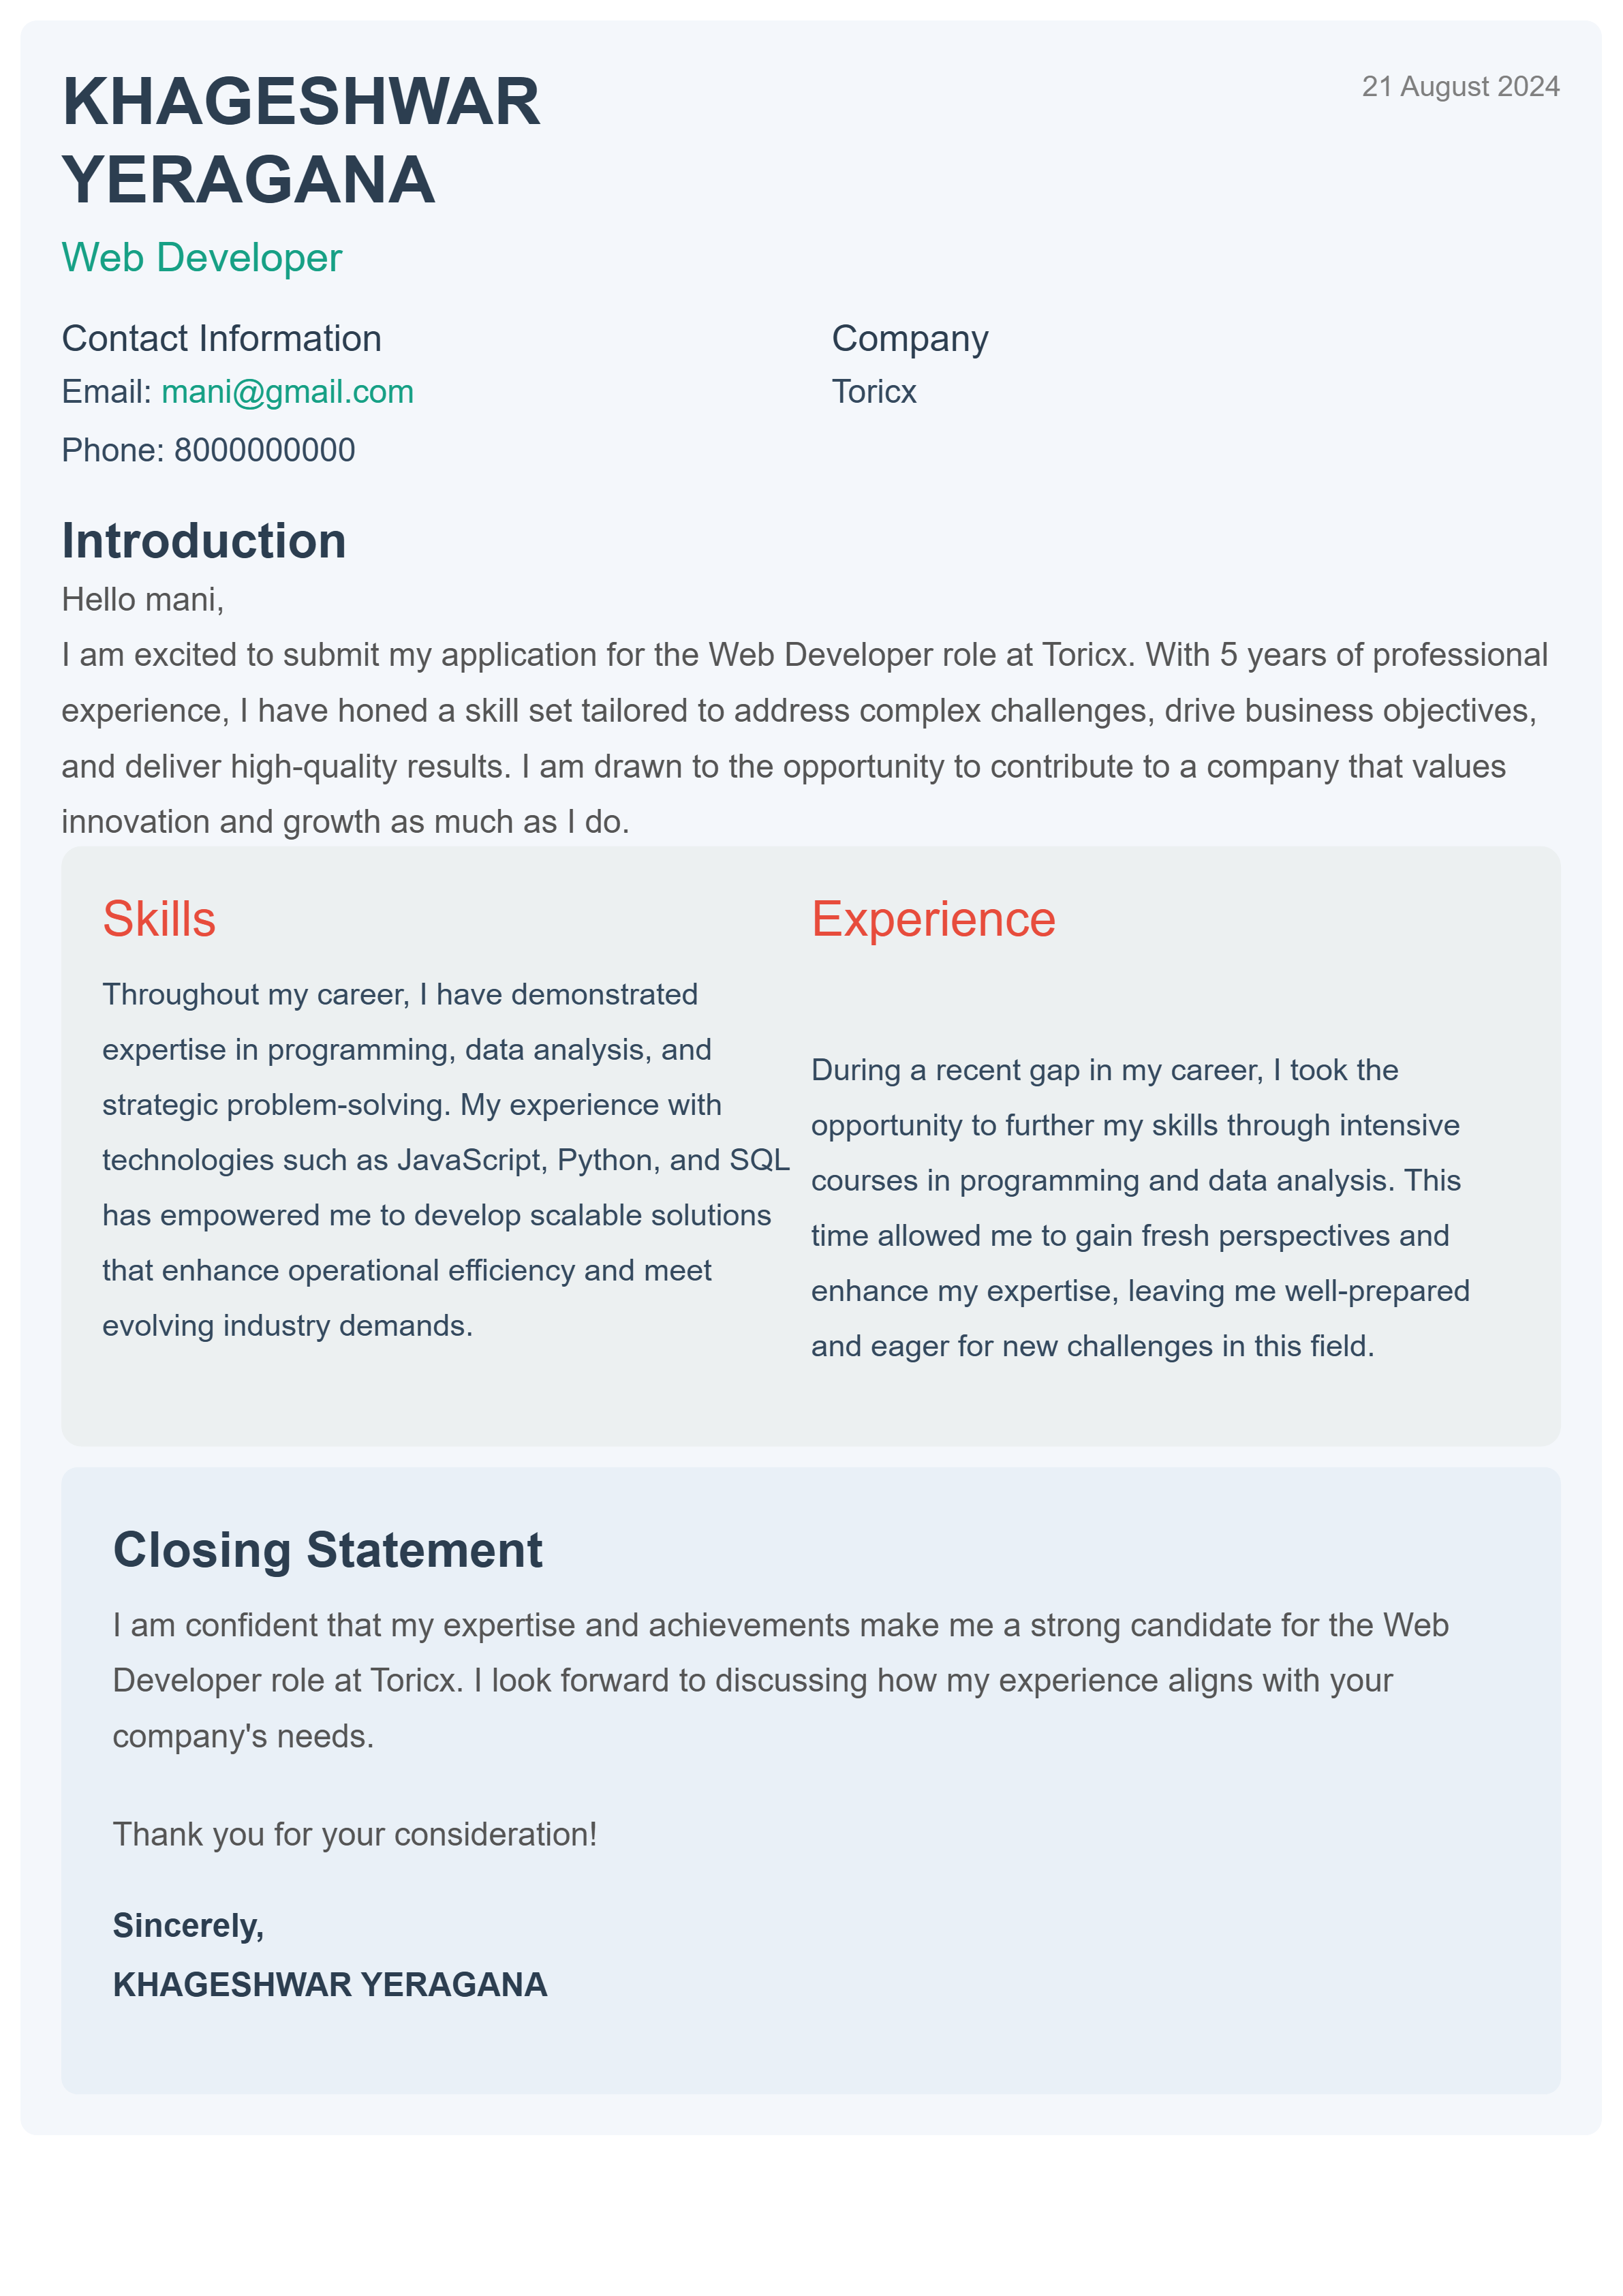 KHAGESHWAR
YERAGANA
21 August 2024
Web Developer
Contact Information
Email: mani@gmail.com
Phone: 8000000000
Company
Toricx
Introduction
Hello mani,
I am excited to submit my application for the Web Developer role at Toricx. With 5 years of professional
experience, I have honed a skill set tailored to address complex challenges, drive business objectives,
and deliver high-quality results. I am drawn to the opportunity to contribute to a company that values
innovation and growth as much as I do.
Skills
Throughout my career, I have demonstrated
expertise in programming, data analysis, and
strategic problem-solving. My experience with
technologies such as JavaScript, Python, and SQL
has empowered me to develop scalable solutions
that enhance operational efficiency and meet
evolving industry demands.
Experience
During a recent gap in my career, I took the
opportunity to further my skills through intensive
courses in programming and data analysis. This
time allowed me to gain fresh perspectives and
enhance my expertise, leaving me well-prepared
and eager for new challenges in this field.
Closing Statement
I am confident that my expertise and achievements make me a strong candidate for the Web
Developer role at Toricx. I look forward to discussing how my experience aligns with your
company's needs.
Thank you for your consideration!
Sincerely,
KHAGESHWAR YERAGANA